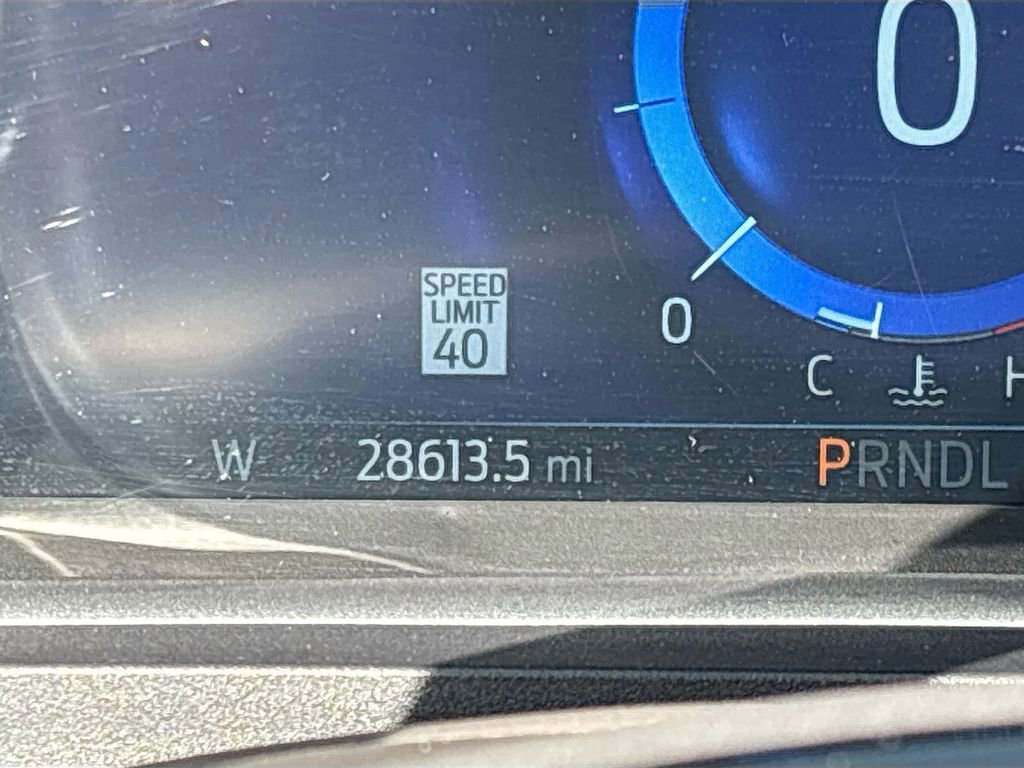 0
SPEED
LIMIT
40
0
C H
W 28613.5 mi PRNDL